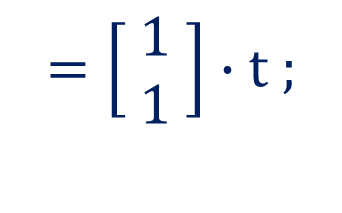 = [1 1] · t ;